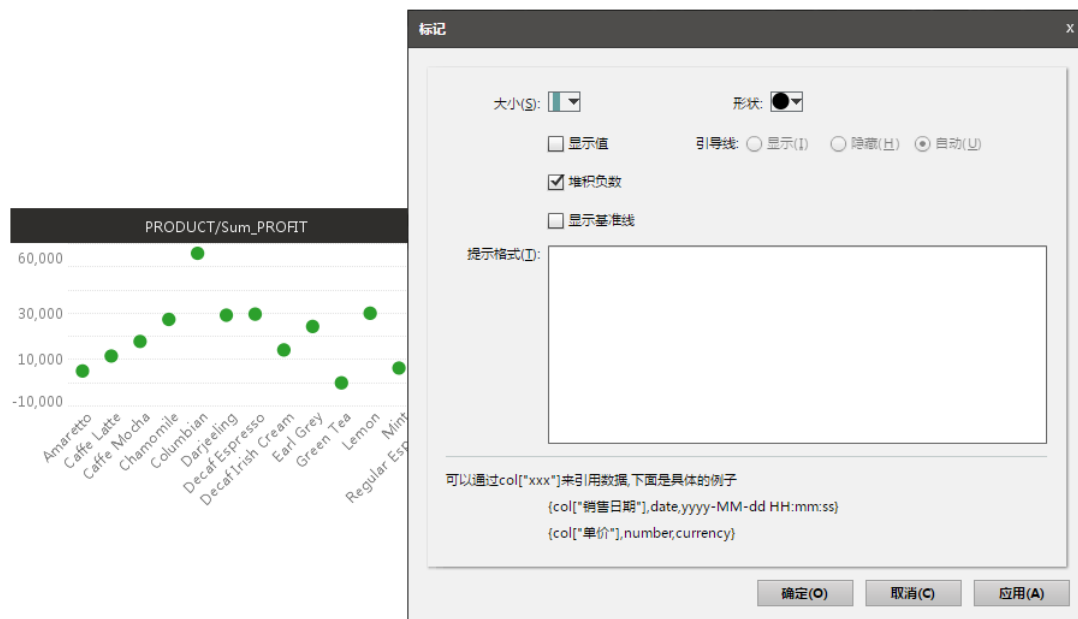 标记
x
大小(S):
形状:
显示值
引导线:
显示(I)
隐藏(H)
自动(U)
堆积负数
显示基准线
提示格式(T):
可以通过col["xxx"]来引用数据,下面是具体的例子
{col["销售日期"],date,yyyy-MM-dd HH:mm:ss}
{col["单价"],number,currency}
确定(O)
取消(C)
应用(A)
PRODUCT/Sum_PROFIT
60,000
30,000
10,000
-10,000
Amaretto
Caffe Latte
Caffe Mocha
Chamomile
Columbian
Darjeeling
Decaf Espresso
Decaf Irish Cream
Earl Grey
Green Tea
Lemon
Mint
Regular Esp